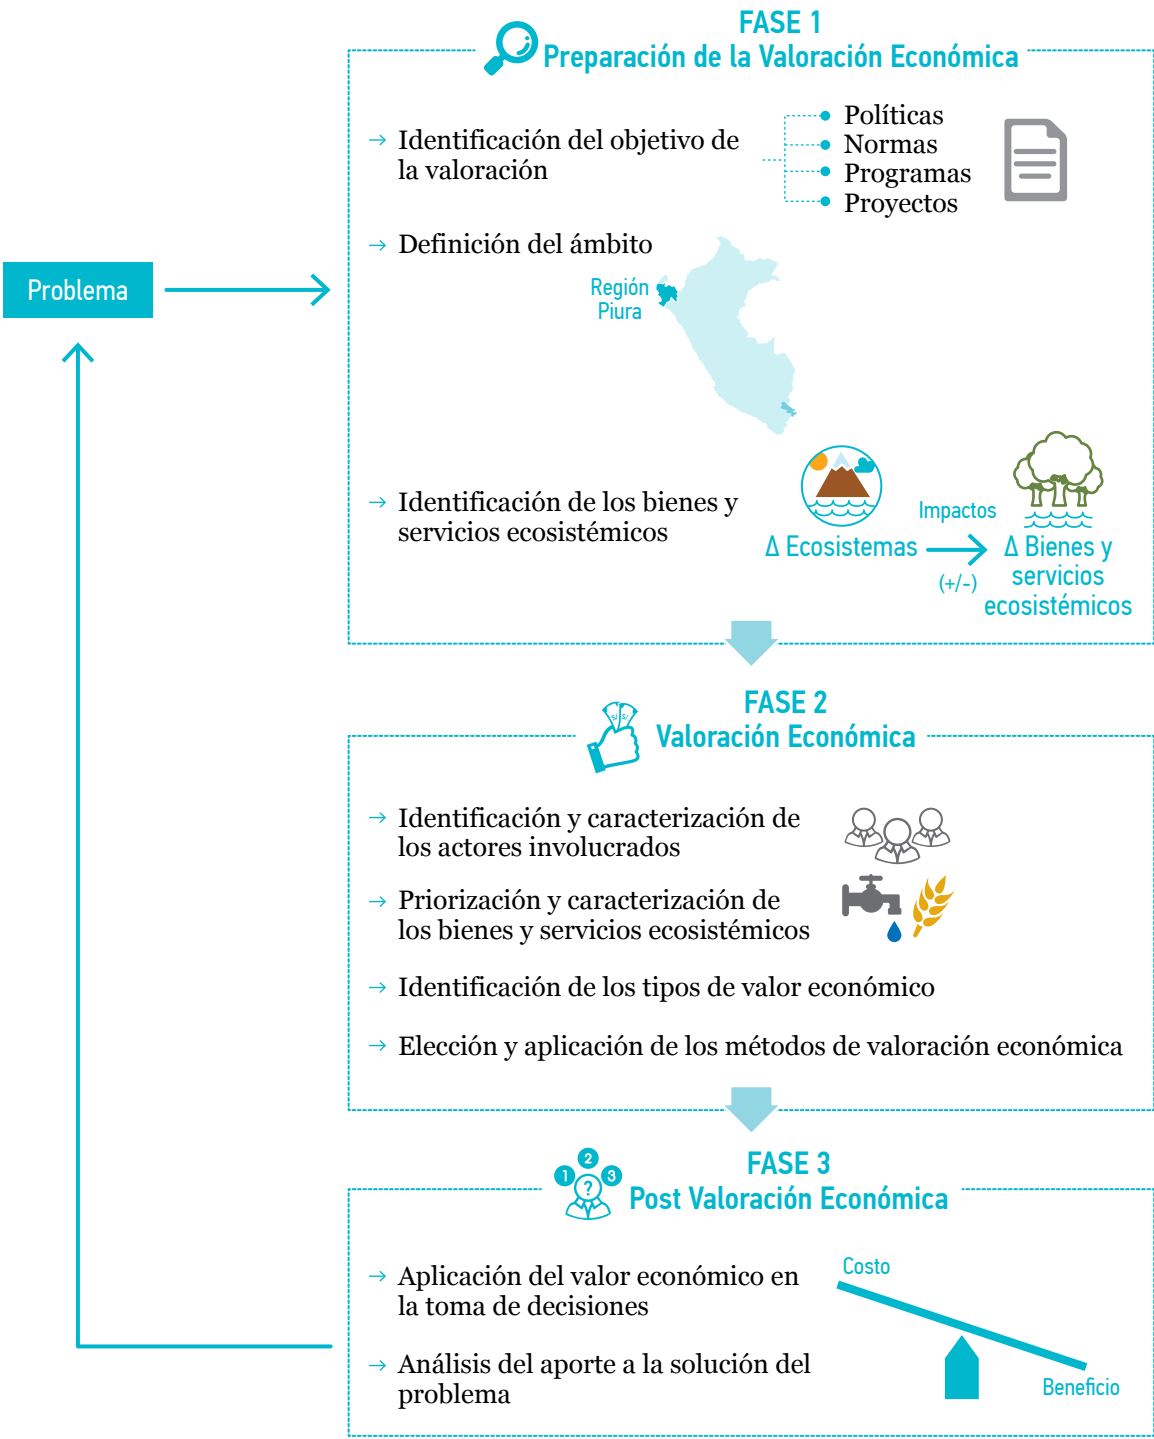 FASE 1
Preparación de la Valoración Económica
→ Identificación del objetivo de
la valoración
Políticas
Normas
Programas
Proyectos
→ Definición del ámbito
Problema
Región
Piura
→ Identificación de los bienes y
servicios ecosistémicos
Δ Ecosistemas
Impactos
(+/-)
Δ Bienes y
servicios
ecosistémicos
FASE 2
Valoración Económica
S/ S/
→ Identificación y caracterización de
los actores involucrados
→ Priorización y caracterización de
los bienes y servicios ecosistémicos
→ Identificación de los tipos de valor económico
→ Elección y aplicación de los métodos de valoración económica
1 2 3
?
FASE 3
Post Valoración Económica
→ Aplicación del valor económico en
la toma de decisiones
→ Análisis del aporte a la solución del
problema
Costo
Beneficio